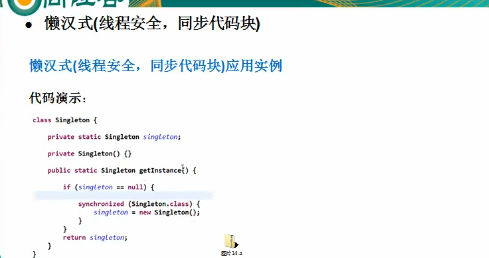 • 懒汉式(线程安全，同步代码块)
懒汉式(线程安全，同步代码块)应用实例
代码演示：
class Singleton {
private static Singleton singleton;
private Singleton() {}
public static Singleton getInstance() {
if (singleton == null) {
synchronized (Singleton.class) {
singleton = new Singleton();
}
}
return singleton;
}
}